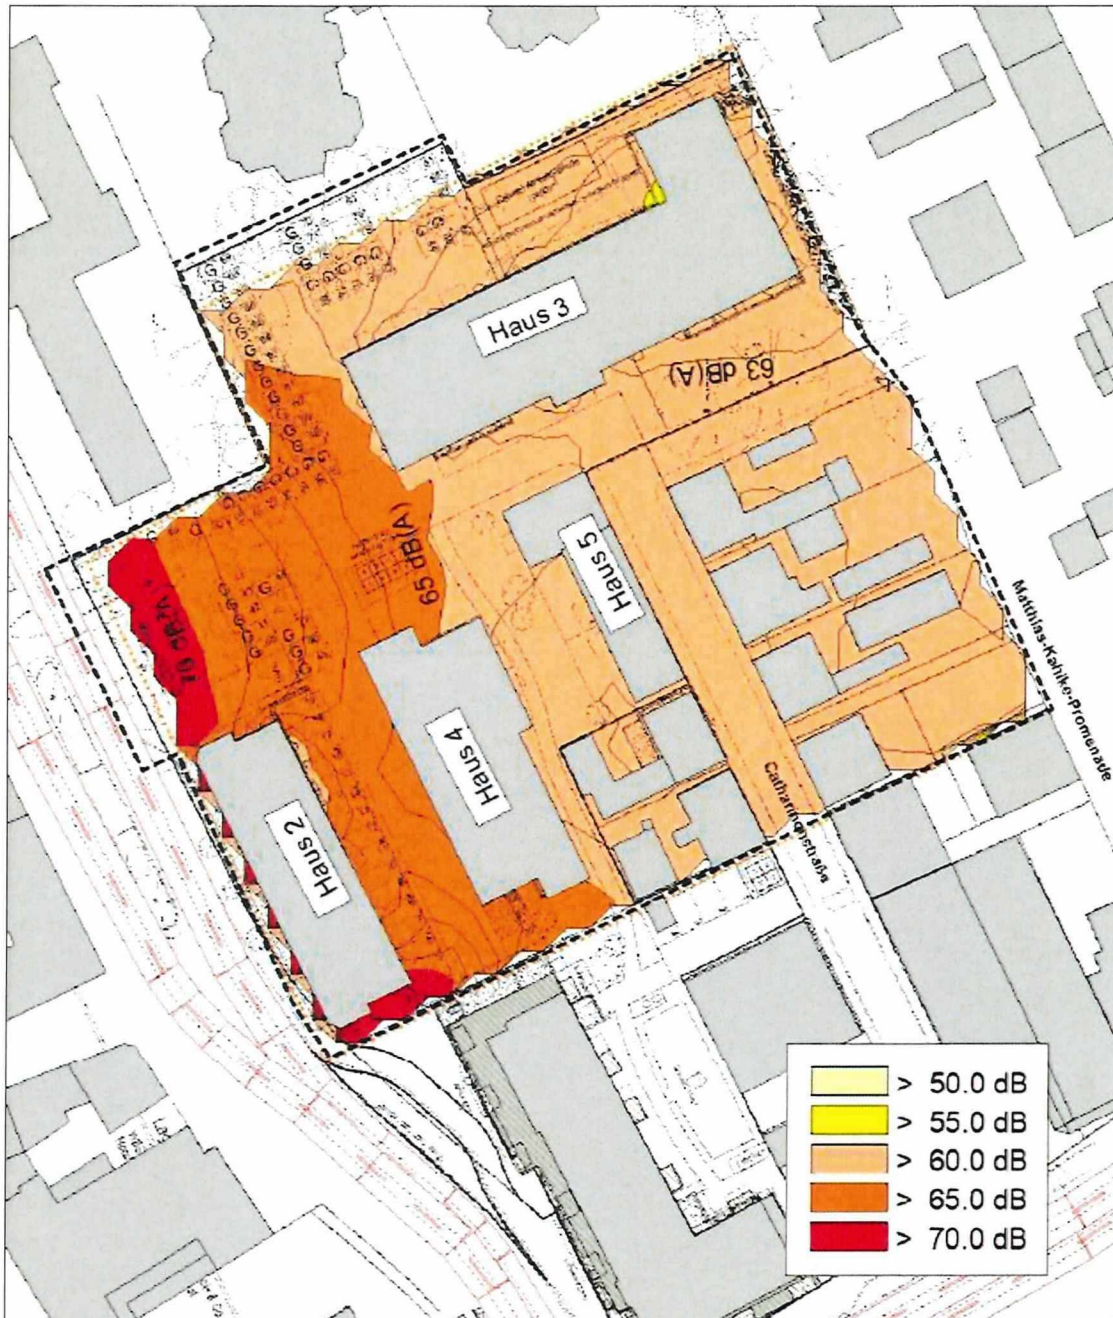 Haus 3
63 dB(A)
65 dB(A)
Haus 5
Matthias-Kahlke-Promenade
70 dB(A)
Haus 4
Haus 2
Catharinenstraße
> 50.0 dB
> 55.0 dB
> 60.0 dB
> 65.0 dB
> 70.0 dB